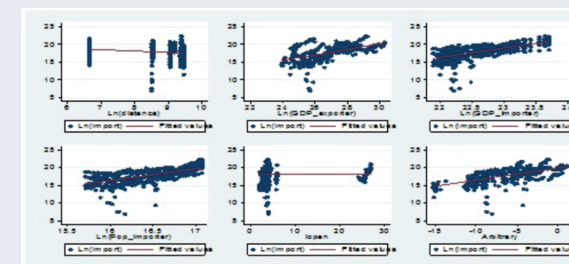 25 25 25
20 20 20
15 15 15
10 10 10
5 5 5
6 7 8 9 10 22 24 26 28 30 22 22.5 23 23.5
Ln(distance) Ln(GDP_exporter) Ln(GDP_importer)
Ln(import) Fitted values Ln(import) Fitted values Ln(import) Fitted values
25 25 25
20 20 20
15 15 15
10 10 10
5 5 5
15.5 16 16.5 17 0 10 20 30 -15 -10 -5 0
Ln(Pop_importer) lopen Arbitrary
Ln(import) Fitted values Ln(import) Fitted values Ln(import) Fitted values